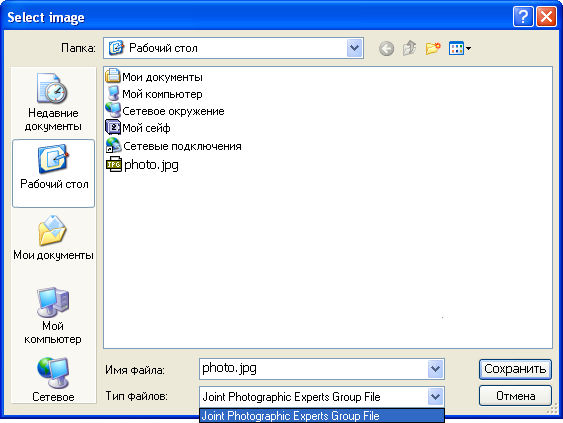 Select image
Папка:
Рабочий стол
Недавние
документы
Рабочий стол
Мои документы
Мой
компьютер
Сетевое
Мои документы
Мой компьютер
Сетевое окружение
Мой сейф
Сетевые подключения
JPG
photo.jpg
Имя файла:
photo.jpg
Сохранить
Тип файлов:
Joint Photographic Experts Group File
Отмена
Joint Photographic Experts Group File